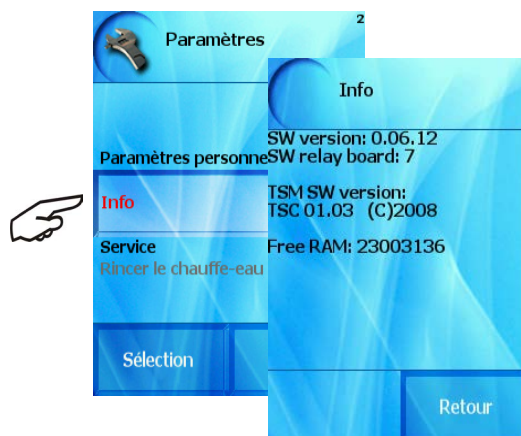 2
Paramètres
Paramètres personne
Info
Service
Rincer le chauffe-eau
Sélection
Info
SW version: 0.06.12
SW relay board: 7
TSM SW version:
TSC 01.03 (C)2008
Free RAM: 23003136
Retour